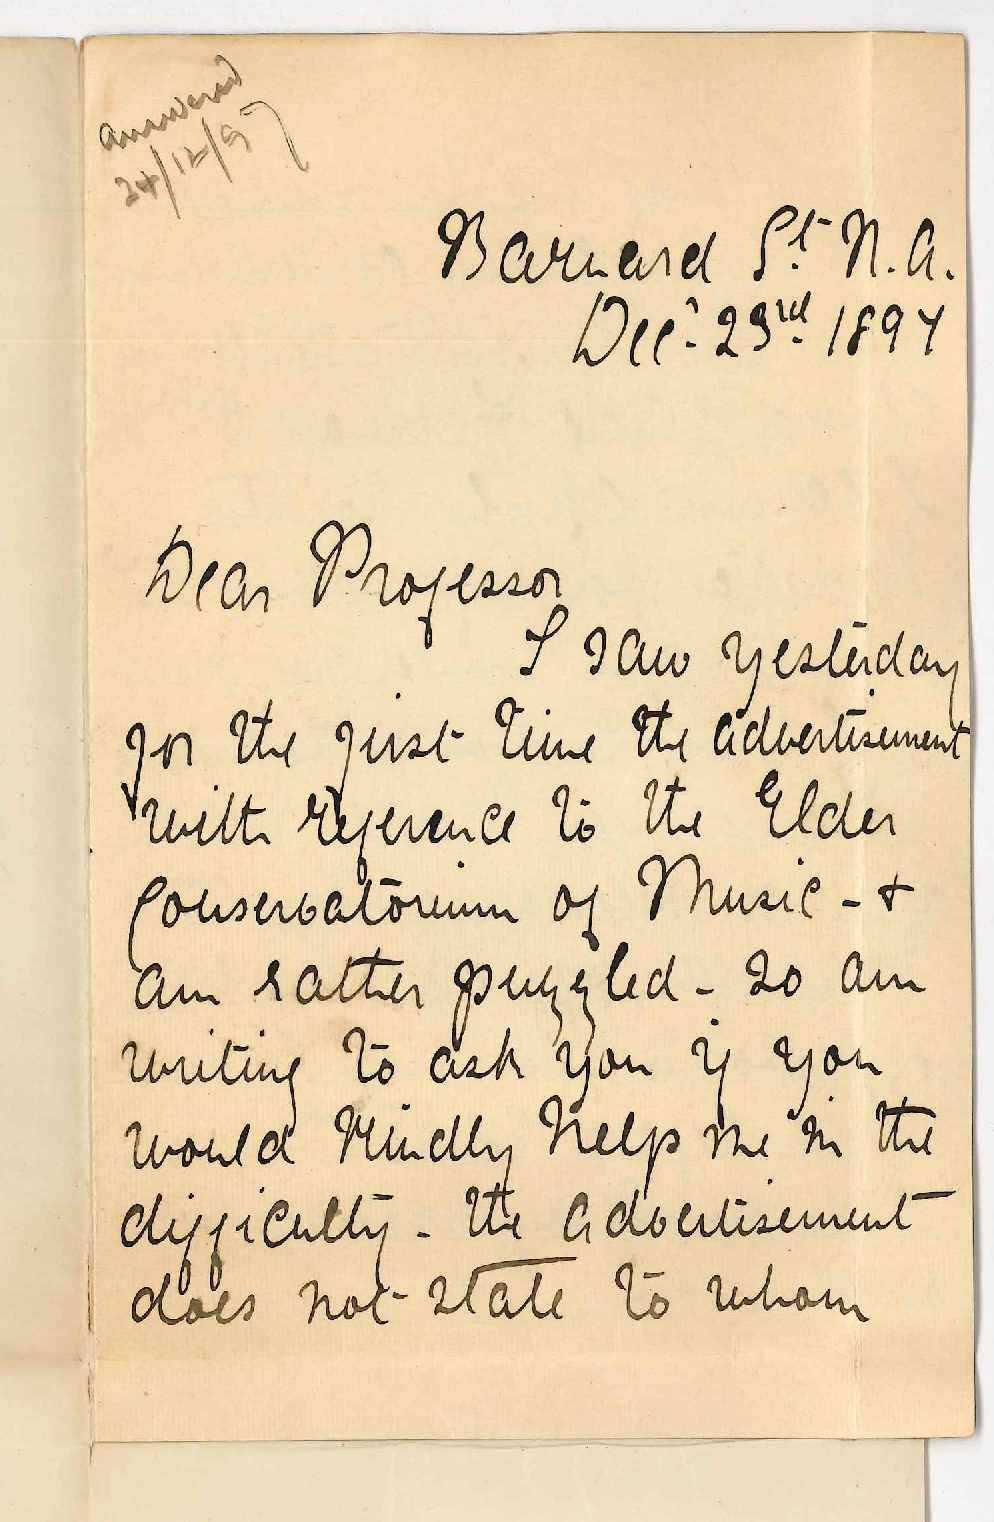 Answered
24/12/97
Barnard St. N.A.
Dec. 23rd. 1897
Dear Professor
I saw yesterday
for the first time the advertisement
with reference to the Elder
Conservatorium of Music - &
am rather puzzled - so am
writing to ask you if you
would kindly help me in the
difficulty - the advertisement
does not state to whom